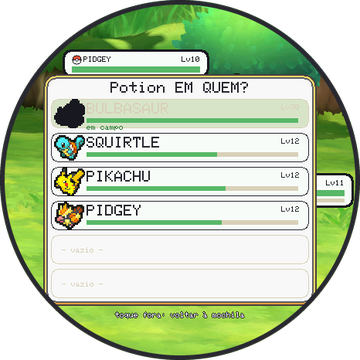 PIDGEY Lv10
Potion EM QUEM?
BULBASAUR
em campo
SQUIRTLE Lv12
PIKACHU Lv12
Lv11
PIDGEY Lv12
- vazio -
- vazio -
toque fora: voltar à mochila